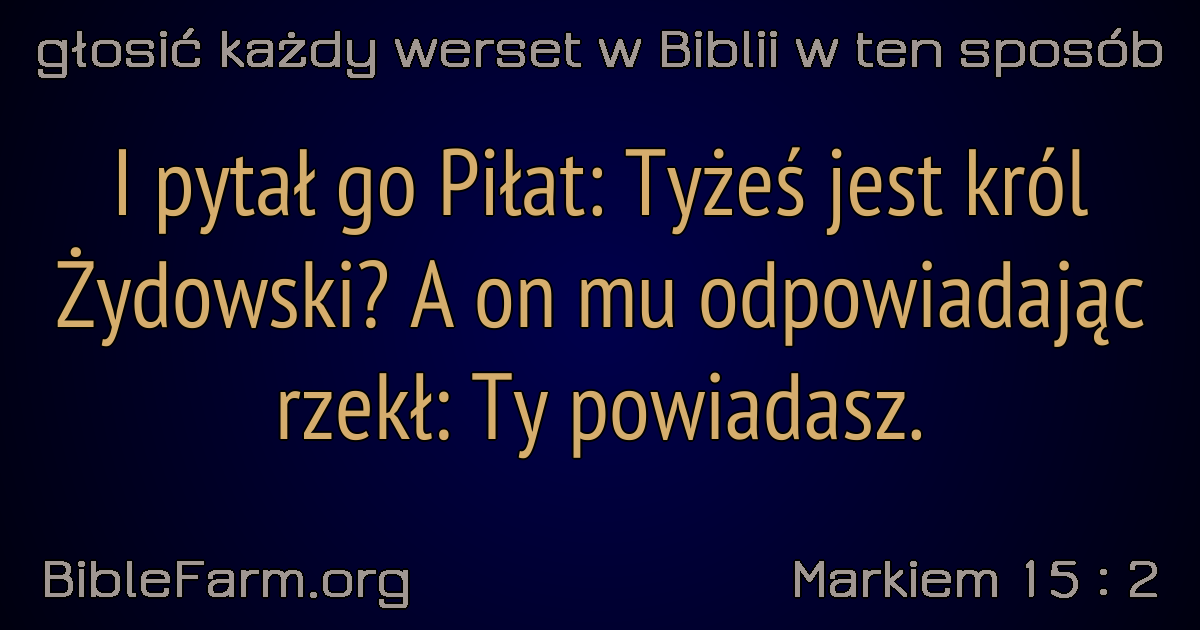 głosić każdy werset w Biblii w ten sposób
I pytał go Piłat: Tyżeś jest król
Żydowski? A on mu odpowiadając
rzekł: Ty powiadasz.
BibleFarm.org
Markiem 15 : 2